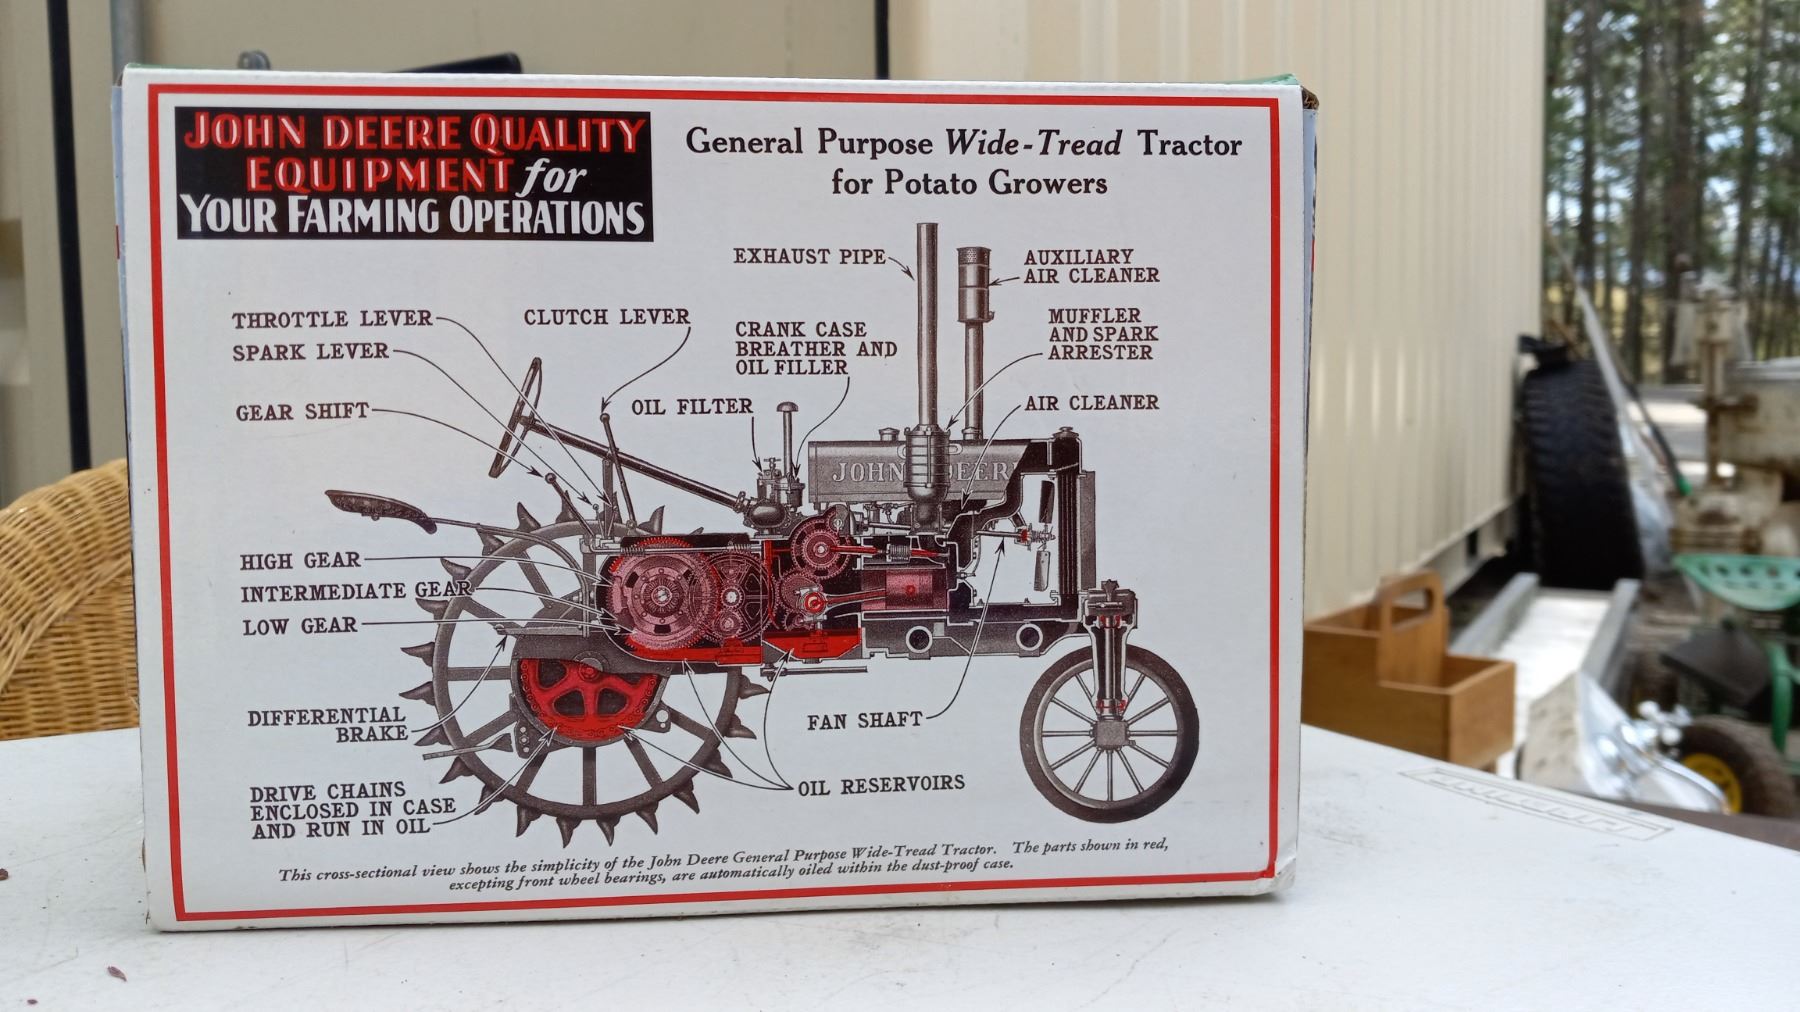 JOHN DEERE QUALITY
EQUIPMENT for
YOUR FARMING OPERATIONS
General Purpose Wide-Tread Tractor
for Potato Growers
EXHAUST PIPE
AUXILIARY
AIR CLEANER
THROTTLE LEVER
CLUTCH LEVER
CRANK CASE
BREATHER AND
OIL FILLER
MUFFLER
AND SPARK
ARRESTER
SPARK LEVER
GEAR SHIFT
OIL FILTER
AIR CLEANER
JOHN DEER
HIGH GEAR
INTERMEDIATE GEAR
LOW GEAR
DIFFERENTIAL
BRAKE
FAN SHAFT
OIL RESERVOIRS
DRIVE CHAINS
ENCLOSED IN CASE
AND RUN IN OIL
This cross-sectional view shows the simplicity of the John Deere General Purpose Wide-Tread Tractor. The parts shown in red,
excepting front wheel bearings, are automatically oiled within the dust-proof case.